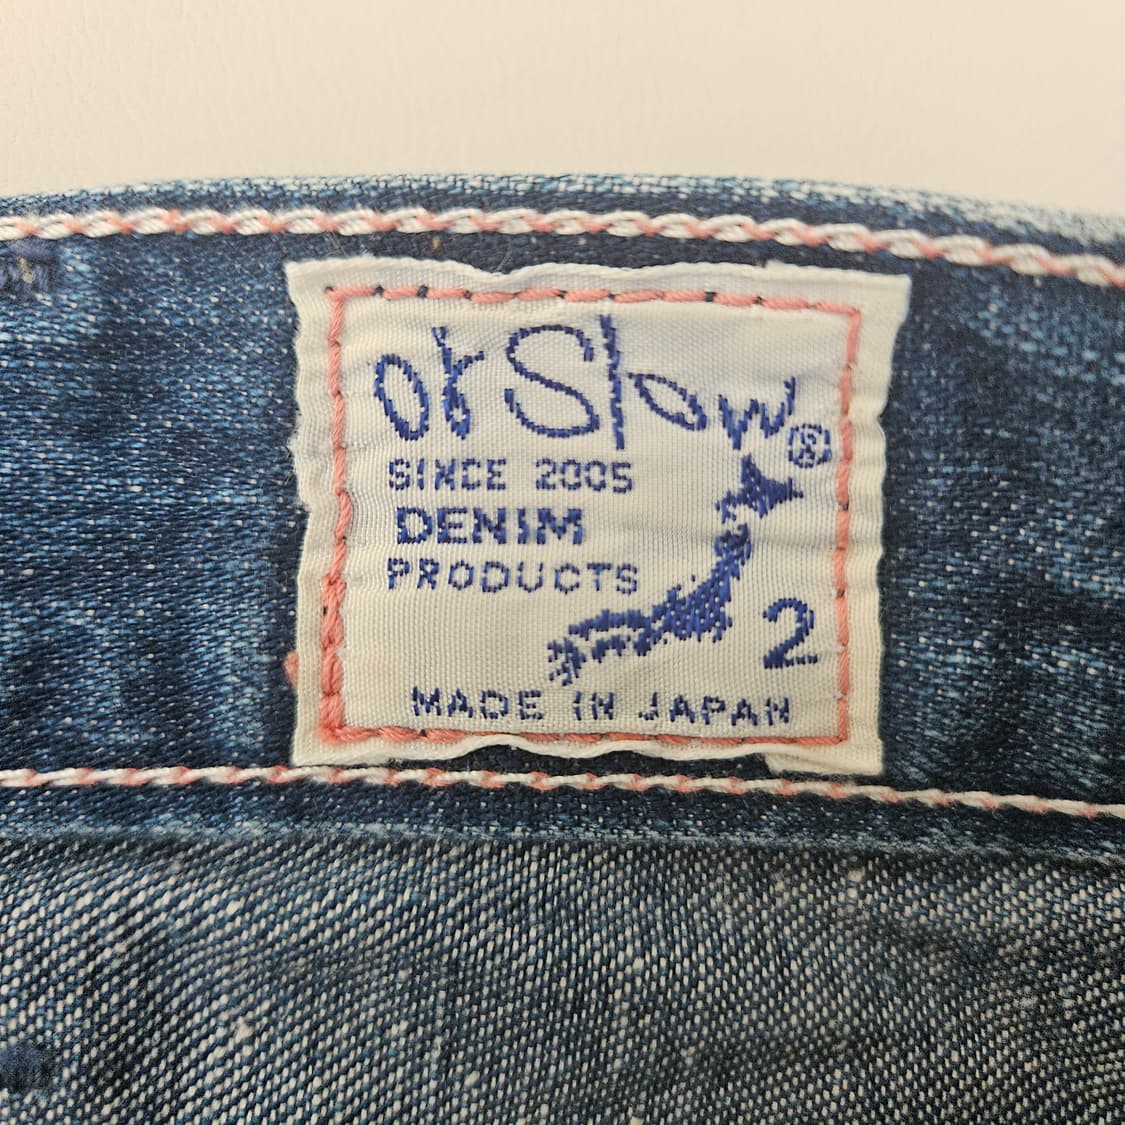 orSlow®
SINCE 2005
DENIM
PRODUCTS
2
MADE IN JAPAN